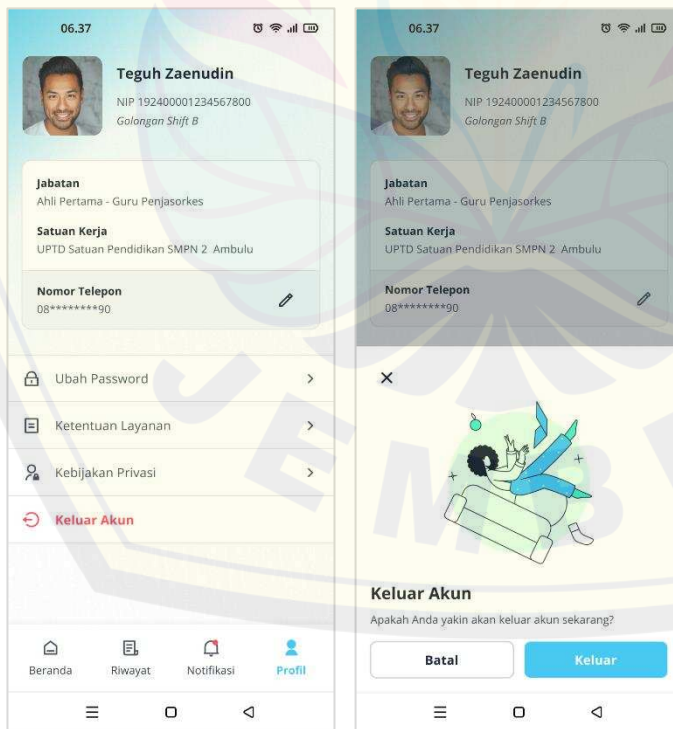 06.37
Teguh Zaenudin
NIP 192400001234567800
Golongan Shift B
Jabatan
Ahli Pertama - Guru Penjasorkes
Satuan Kerja
UPTD Satuan Pendidikan SMPN 2 Ambulu
Nomor Telepon
08********90
Ubah Password
Ketentuan Layanan
Kebijakan Privasi
Keluar Akun
Beranda Riwayat Notifikasi Profil
06.37
Teguh Zaenudin
NIP 192400001234567800
Golongan Shift B
Jabatan
Ahli Pertama - Guru Penjasorkes
Satuan Kerja
UPTD Satuan Pendidikan SMPN 2 Ambulu
Nomor Telepon
08********90
Keluar Akun
Apakah Anda yakin akan keluar akun sekarang?
Batal Keluar
JEMB